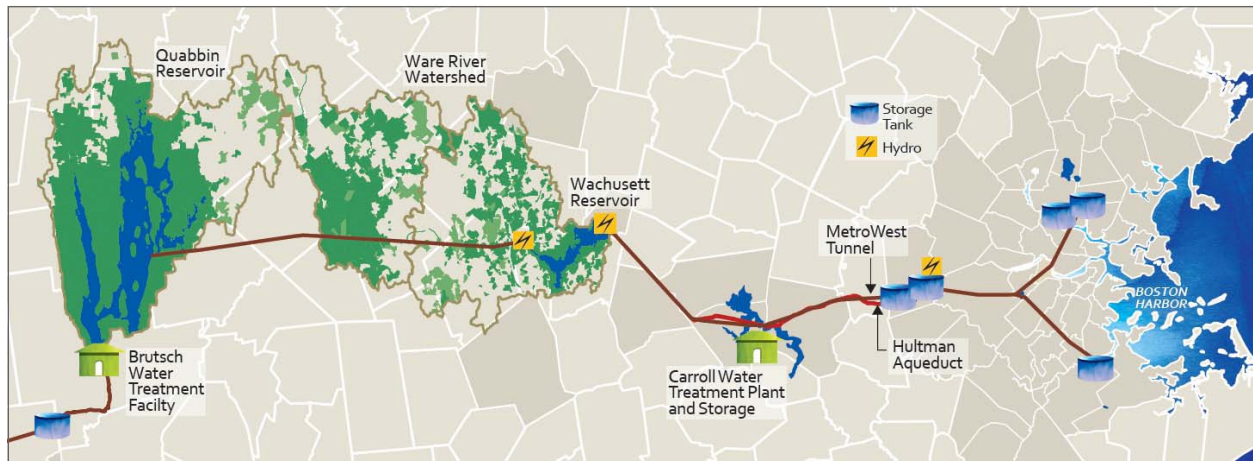 Quabbin
Reservoir
Ware River
Watershed
Storage
Tank
Hydro
Wachusett
Reservoir
MetroWest
Tunnel
BOSTON
HARBOR
Brutsch
Water
Treatment
Facilty
Carroll Water
Treatment Plant
and Storage
Hultman
Aqueduct